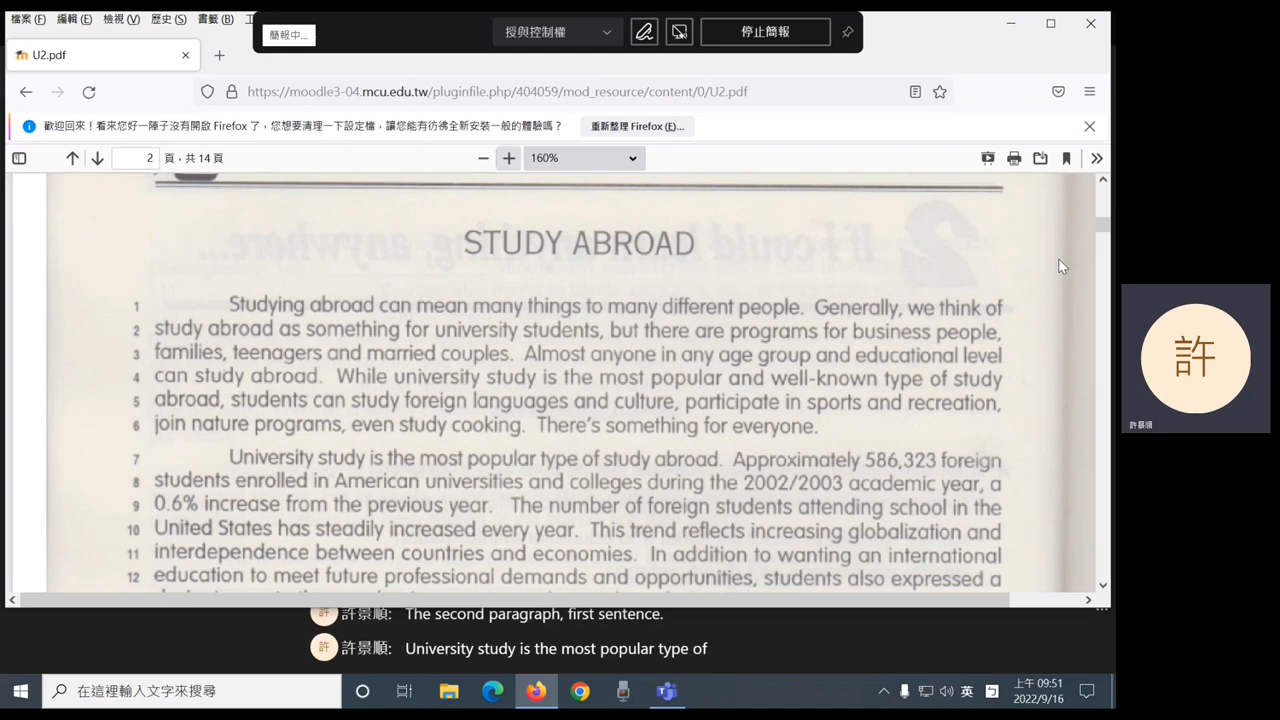 檔案(F) 編輯(E) 檢視(V) 歷史(S) 書籤(B)
簡報中... 授與控制權 停止簡報
U2.pdf
https://moodle3-04.mcu.edu.tw/pluginfile.php/404059/mod_resource/content/0/U2.pdf
歡迎回來！看來您好一陣子沒有開啟 Firefox 了，您想要清理一下設定檔，讓您能有彷彿全新安裝一般的體驗嗎？ 重新整理 Firefox (E)...
2 頁，共 14 頁 160%
STUDY ABROAD
1 Studying abroad can mean many things to many different people. Generally, we think of
2 study abroad as something for university students, but there are programs for business people,
3 families, teenagers and married couples. Almost anyone in any age group and educational level
4 can study abroad. While university study is the most popular and well-known type of study
5 abroad, students can study foreign languages and culture, participate in sports and recreation,
6 join nature programs, even study cooking. There's something for everyone.
7 University study is the most popular type of study abroad. Approximately 586,323 foreign
8 students enrolled in American universities and colleges during the 2002/2003 academic year, a
9 0.6% increase from the previous year. The number of foreign students attending school in the
10 United States has steadily increased every year. This trend reflects increasing globalization and
11 interdependence between countries and economies. In addition to wanting an international
12 education to meet future professional demands and opportunities, students also expressed a
許
許景順
許 許景順: The second paragraph, first sentence.
許 許景順: University study is the most popular type of
在這裡輸入文字來搜尋
英
上午 09:51
2022/9/16